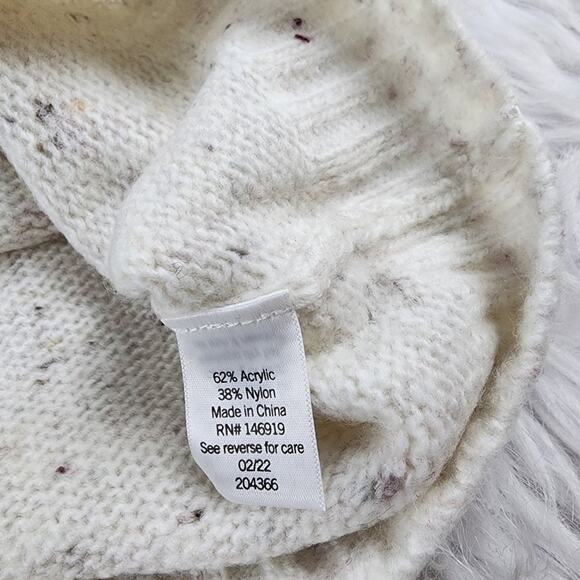 62% Acrylic
38% Nylon
Made in China
RN# 146919
See reverse for care
02/22
204366